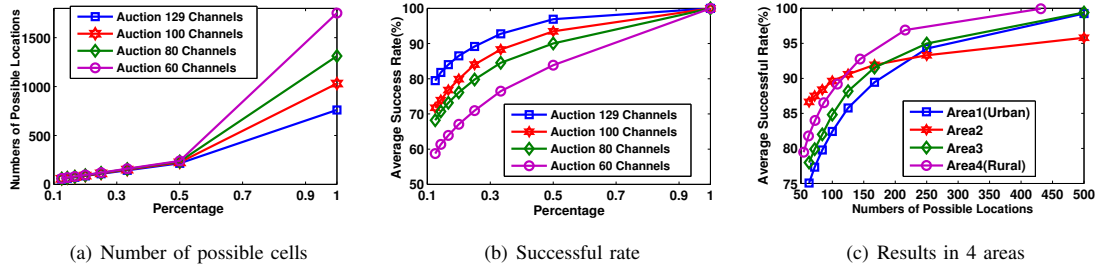 Numbers of Possible Locations
1500
1000
500
0.1 0.3 0.5 0.7 0.9 1
Percentage
Auction 129 Channels
Auction 100 Channels
Auction 80 Channels
Auction 60 Channels
(a) Number of possible cells
Average Success Rate(%)
100
90
80
70
60
50
0.1 0.3 0.5 0.7 0.9 1
Percentage
Auction 129 Channels
Auction 100 Channels
Auction 80 Channels
Auction 60 Channels
(b) Successful rate
Average Successful Rate(%)
100
95
90
85
80
75
50 100 150 200 250 300 350 400 450 500
Numbers of Possible Locations
Area1(Urban)
Area2
Area3
Area4(Rural)
(c) Results in 4 areas